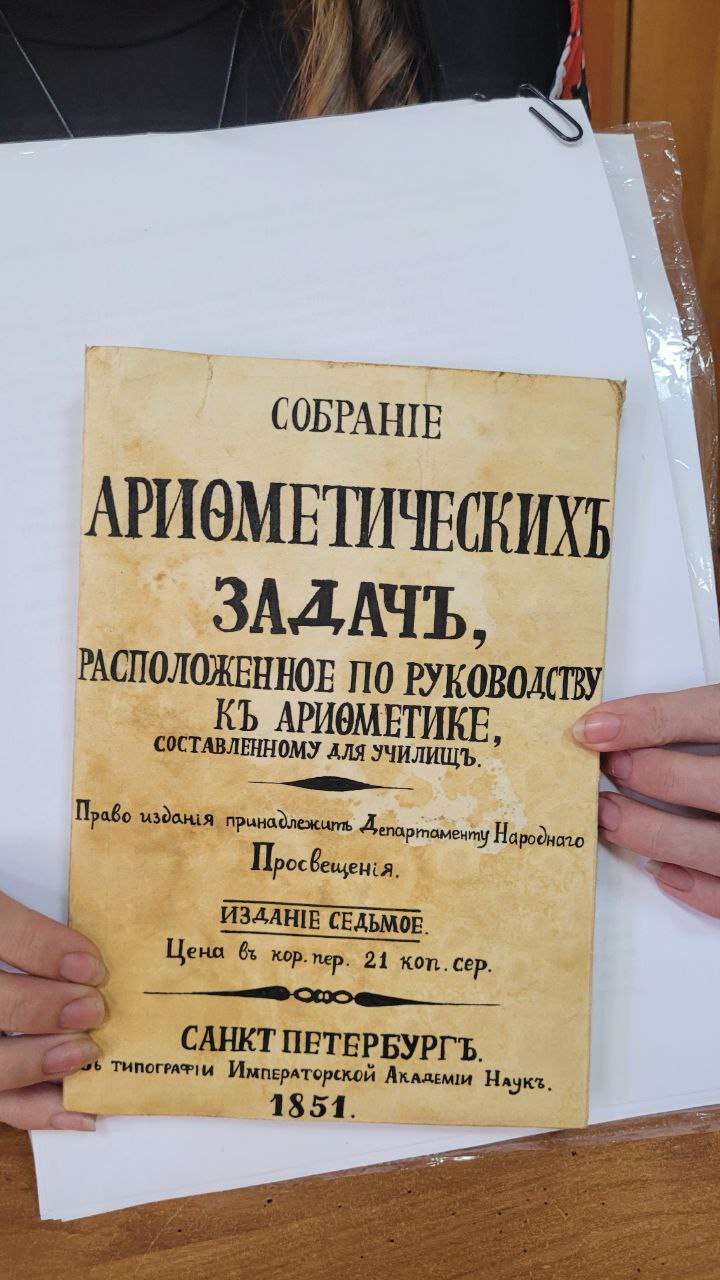 СОБРАНІЕ
АРИѲМЕТИЧЕСКИХЪ
ЗАДАЧЪ,
РАСПОЛОЖЕННОЕ ПО РУКОВОДСТВУ
КЪ АРИѲМЕТИКЕ,
СОСТАВЛЕННОМУ ДЛЯ УЧИЛИЩЪ.
Право изданія принадлежитъ Департаменту Народнаго
Просвещенія.
ИЗДАНІЕ СЕДЬМОЕ.
Цена въ кор. пер. 21 коп. сер.
САНКТ ПЕТЕРБУРГЪ.
Въ типографіи Императорской Академіи Наукъ.
1851.